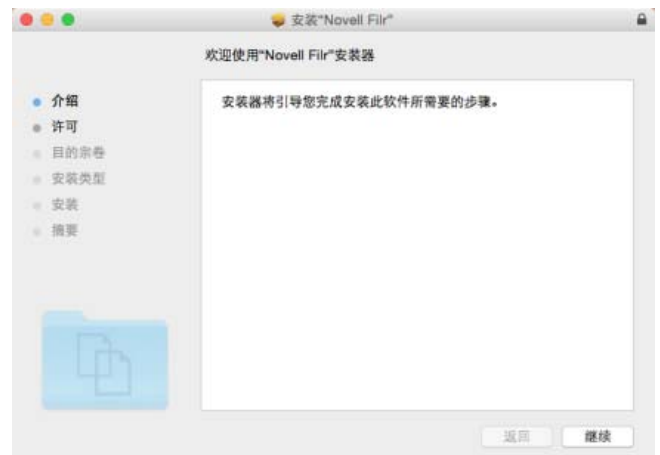 安装"Novell Filr"
欢迎使用"Novell Filr"安装器
介绍
许可
目的宗卷
安装类型
安装
摘要
安装器将引导您完成安装此软件所需要的步骤。
返回
继续